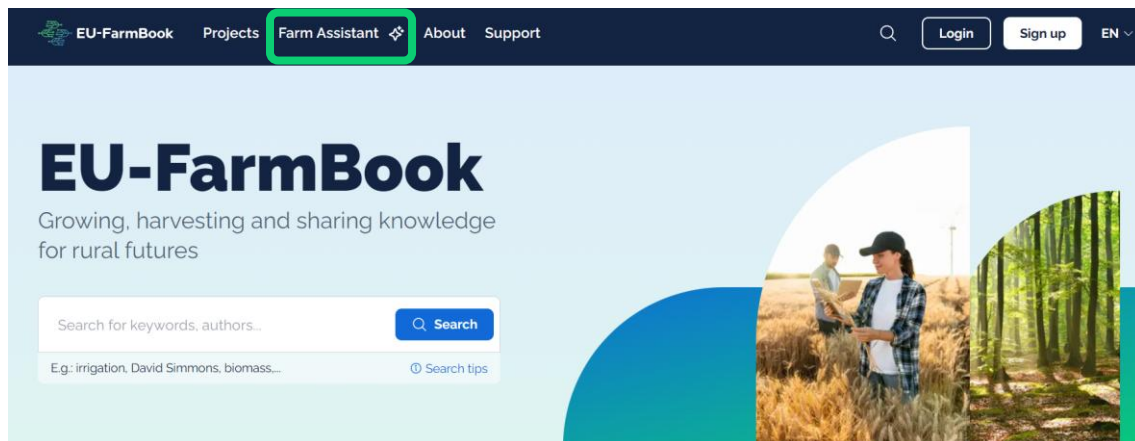 EU-FarmBook Projects Farm Assistant About Support Login Sign up EN
EU-FarmBook
Growing, harvesting and sharing knowledge
for rural futures
Search for keywords, authors... Search
E.g.: irrigation, David Simmons, biomass,... Search tips